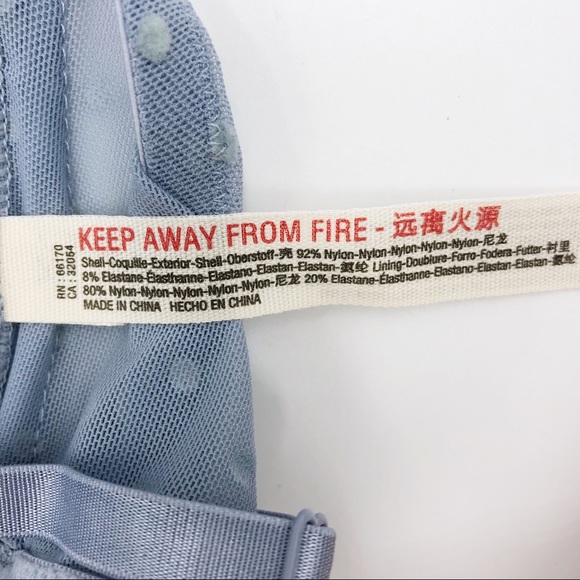 RN : 66170
CA : 32054
KEEP AWAY FROM FIRE - 远离火源
Shell-Coquille-Exterior-Shell-Oberstoff-壳 92% Nylon-Nylon-Nylon-Nylon-Nylon-尼龙
8% Elastane-Élasthanne-Elastano-Elastan-Elastan-氨纶 Lining-Doublure-Forro-Fodera-Futter-衬里
80% Nylon-Nylon-Nylon-Nylon-Nylon-尼龙 20% Elastane-Élasthanne-Elastano-Elastan-Elastan-氨纶
MADE IN CHINA HECHO EN CHINA